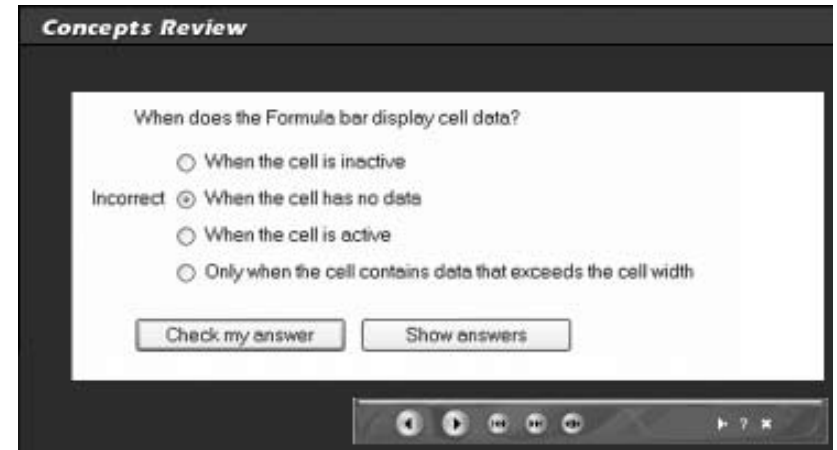 Concepts Review
When does the Formula bar display cell data?
When the cell is inactive
Incorrect When the cell has no data
When the cell is active
Only when the cell contains data that exceeds the cell width
Check my answer Show answers
?